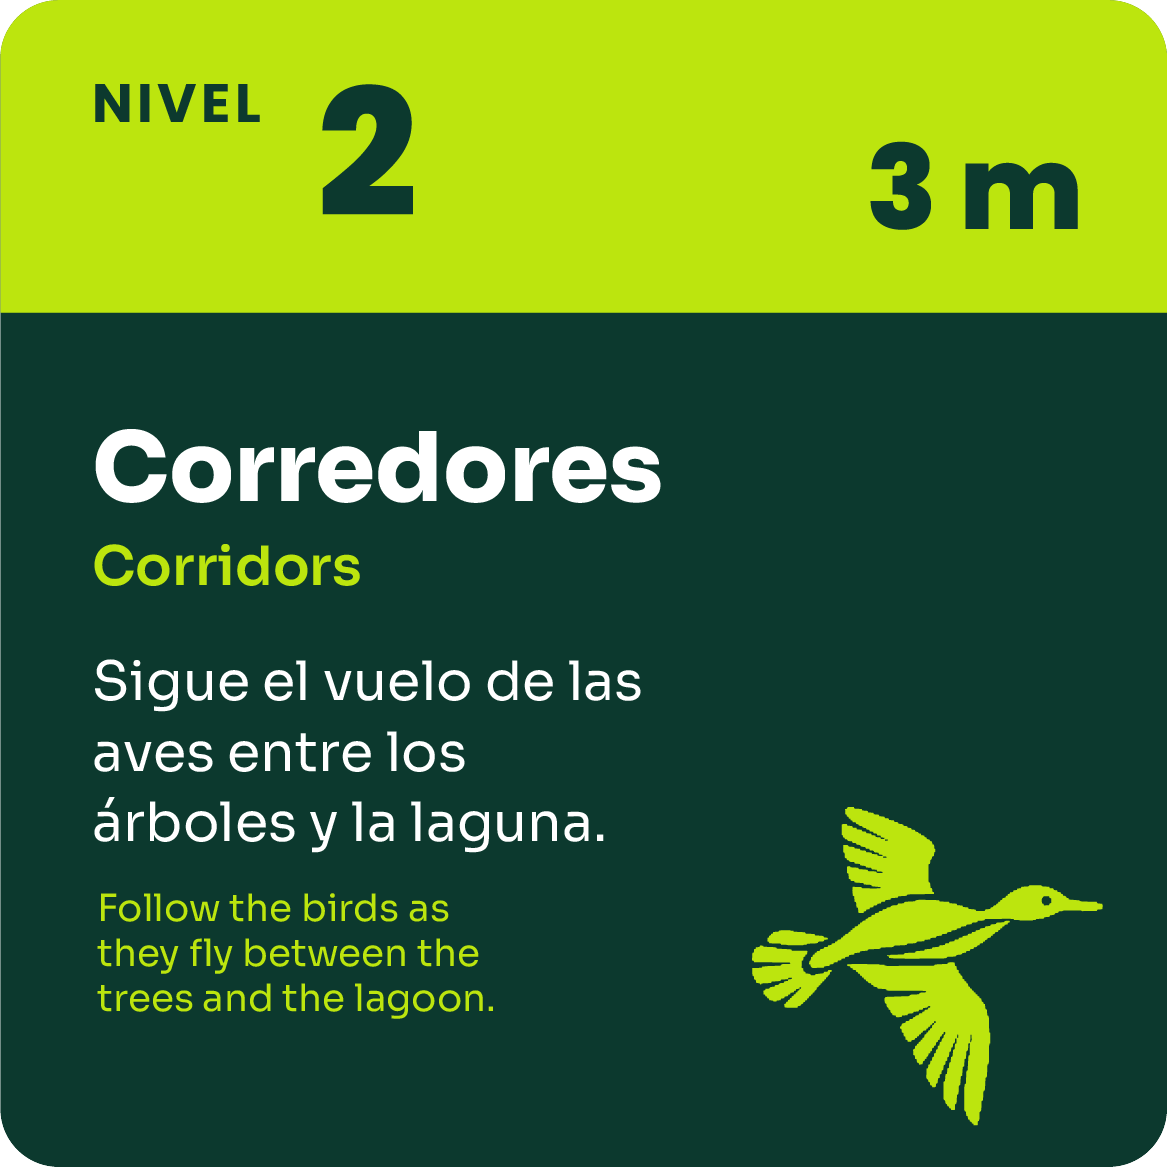 NIVEL 2
3 m
Corredores
Corridors
Sigue el vuelo de las
aves entre los
árboles y la laguna.
Follow the birds as
they fly between the
trees and the lagoon.